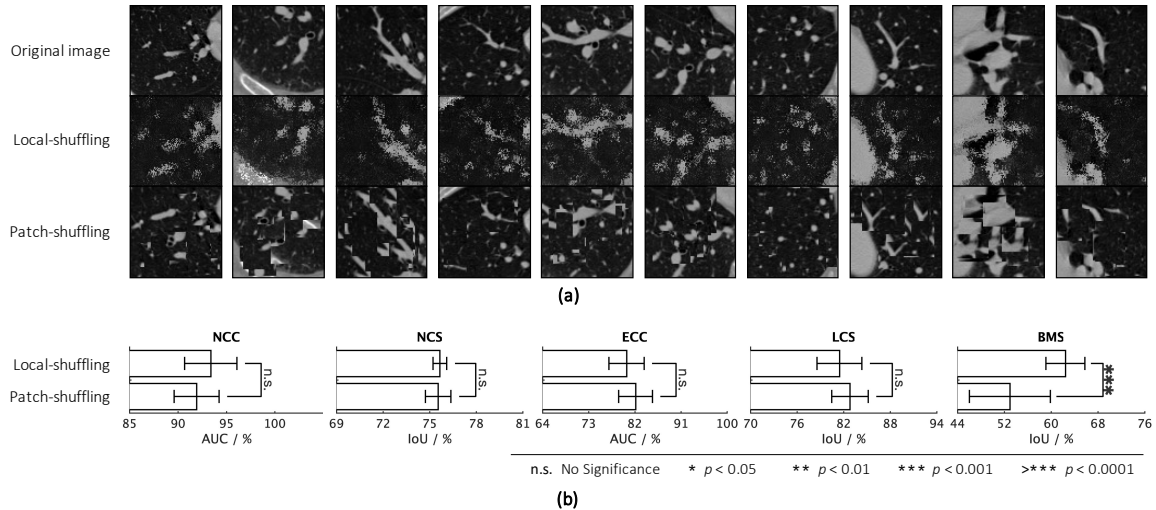 Original image
Local-shuffling
Patch-shuffling
(a)
NCC NCS ECC LCS BMS
Local-shuffling n.s. n.s. n.s. n.s. ***
Patch-shuffling
85 90 95 100 69 72 75 78 81 64 73 82 91 100 70 76 82 88 94 44 52 60 68 76
AUC / % IoU / % AUC / % IoU / % IoU / %
n.s. No Significance * p < 0.05 ** p < 0.01 *** p < 0.001 >*** p < 0.0001
(b)